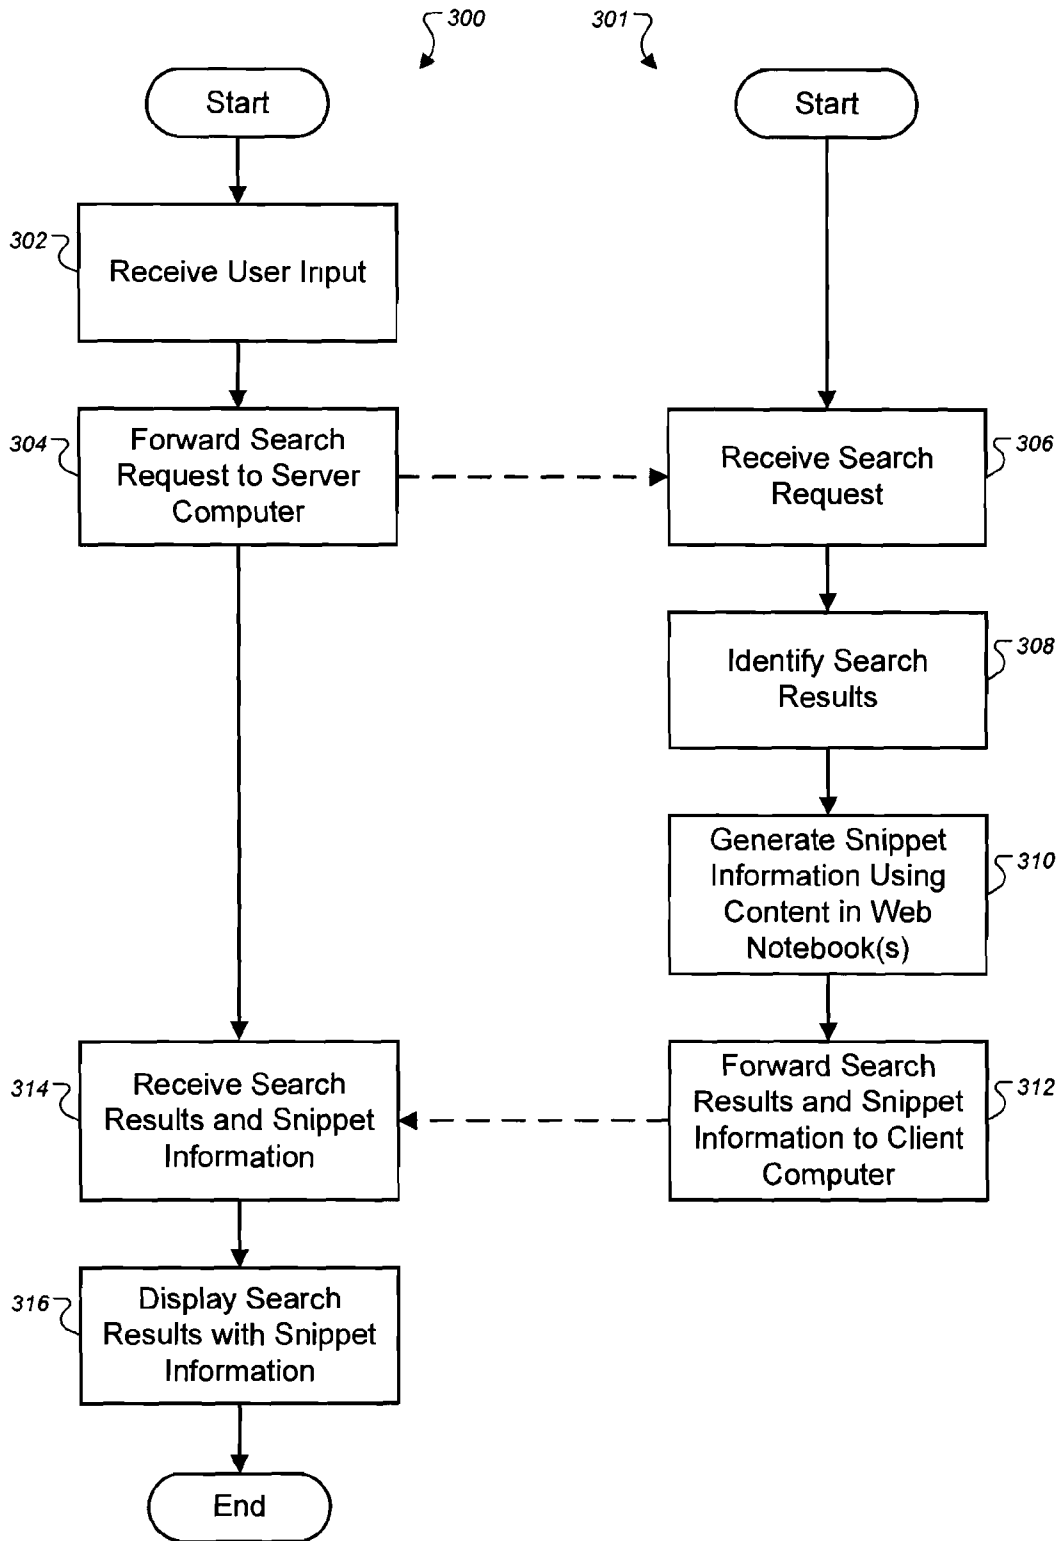 300
301
Start
Start
302
Receive User Input
304
Forward Search
Request to Server
Computer
Receive Search
Request
306
Identify Search
Results
308
Generate Snippet
Information Using
Content in Web
Notebook(s)
310
314
Receive Search
Results and Snippet
Information
Forward Search
Results and Snippet
Information to Client
Computer
312
316
Display Search
Results with Snippet
Information
End